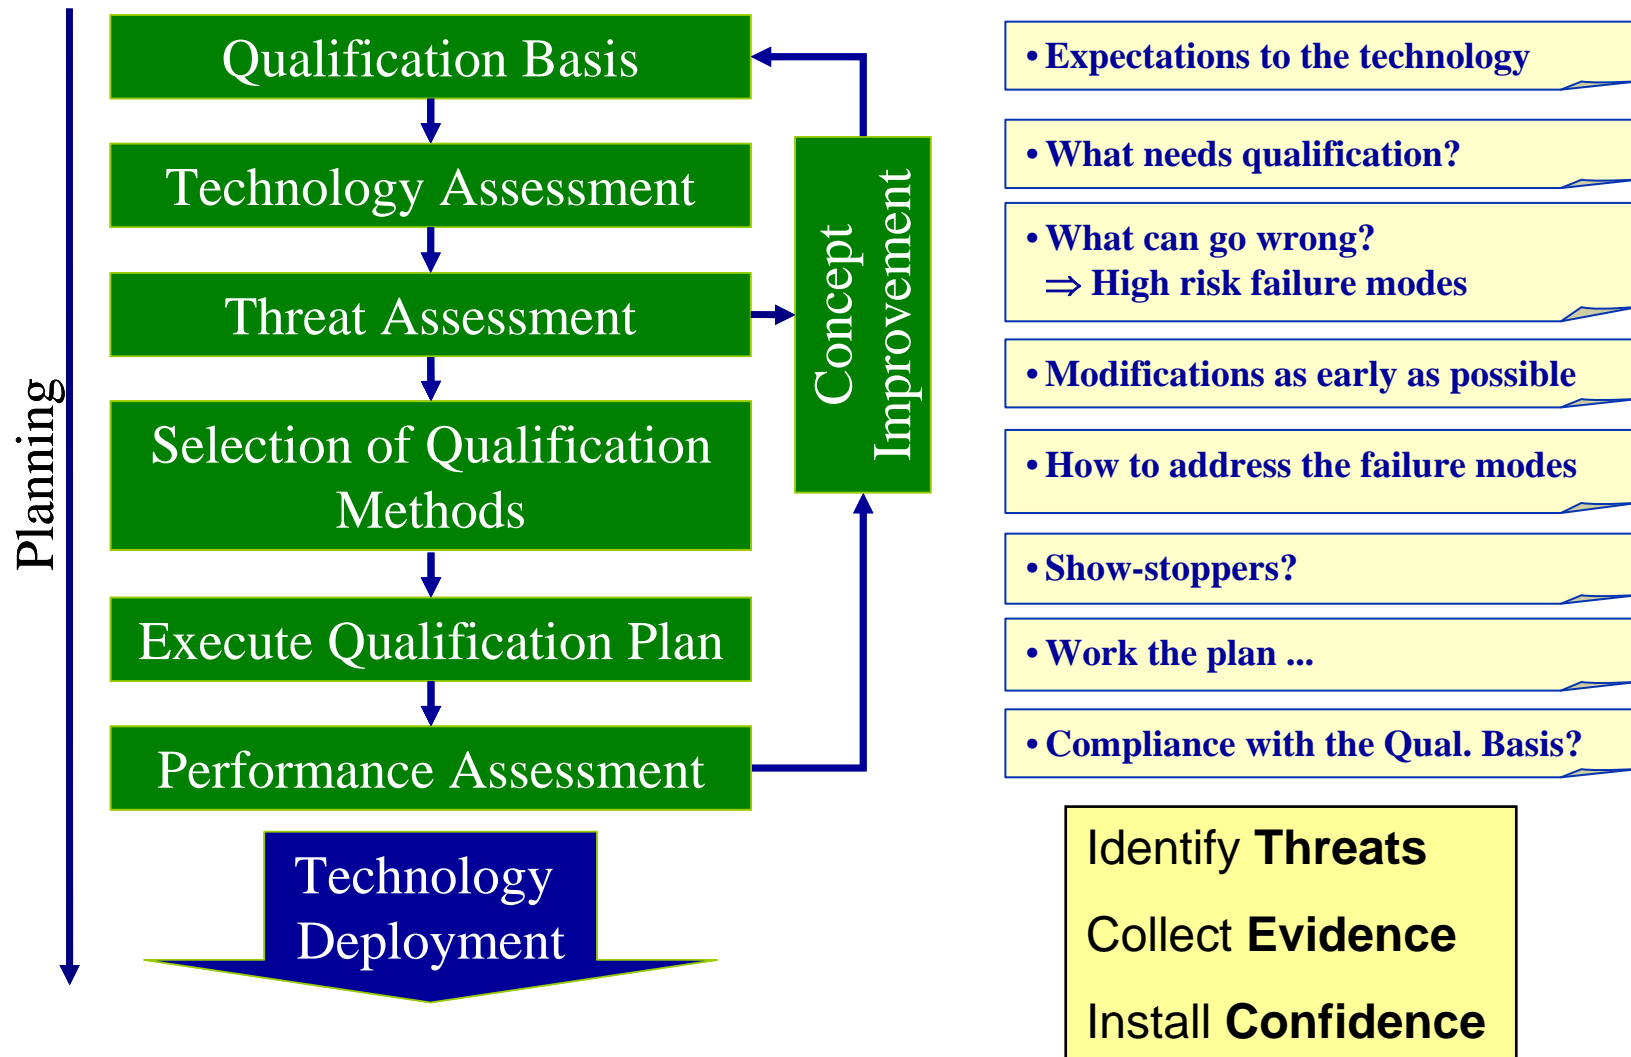 Planning
Qualification Basis
Technology Assessment
Threat Assessment
Selection of Qualification
Methods
Execute Qualification Plan
Performance Assessment
Technology
Deployment
Concept
Improvement
• Expectations to the technology
• What needs qualification?
• What can go wrong?
⇒ High risk failure modes
• Modifications as early as possible
• How to address the failure modes
• Show-stoppers?
• Work the plan ...
• Compliance with the Qual. Basis?
Identify Threats
Collect Evidence
Install Confidence